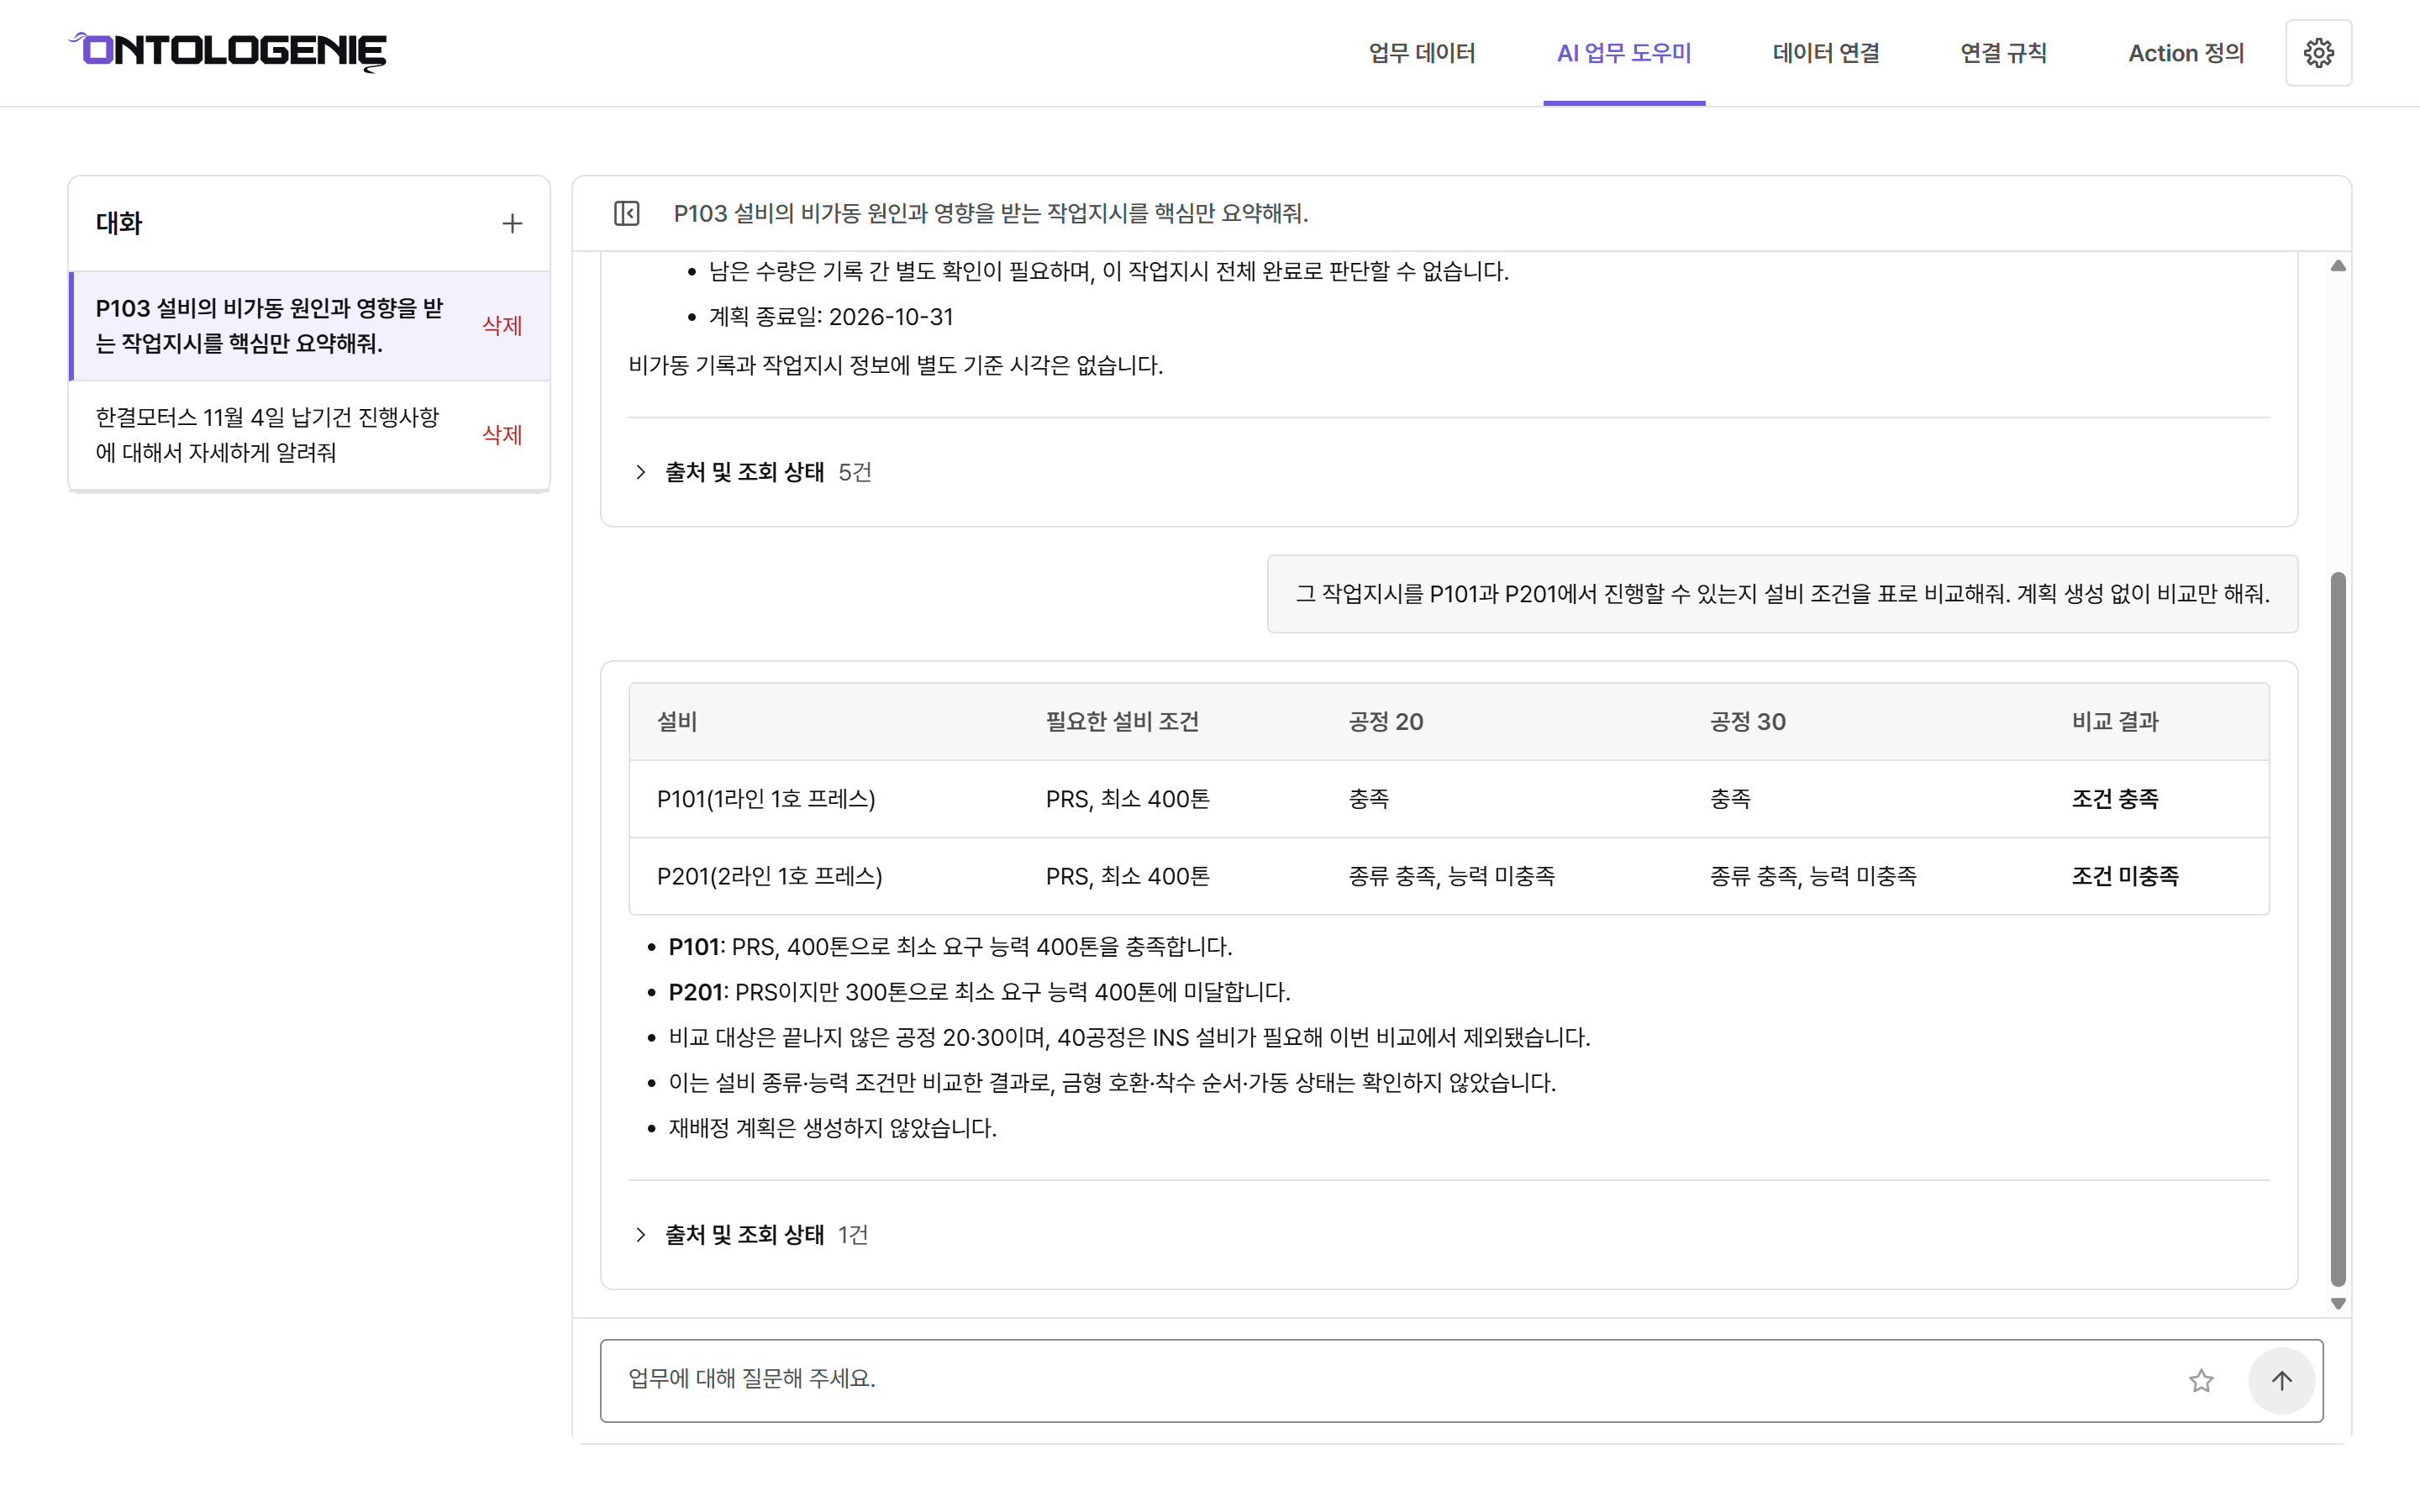 ONTOLOGENIE
업무 데이터
AI 업무 도우미
데이터 연결
연결 규칙
Action 정의
대화
P103 설비의 비가동 원인과 영향을 받
는 작업지시를 핵심만 요약해줘.
삭제
한결모터스 11월 4일 납기건 진행사항
에 대해서 자세하게 알려줘
삭제
P103 설비의 비가동 원인과 영향을 받는 작업지시를 핵심만 요약해줘.
• 남은 수량은 기록 간 별도 확인이 필요하며, 이 작업지시 전체 완료로 판단할 수 없습니다.
• 계획 종료일: 2026-10-31
비가동 기록과 작업지시 정보에 별도 기준 시각은 없습니다.
출처 및 조회 상태 5건
그 작업지시를 P101과 P201에서 진행할 수 있는지 설비 조건을 표로 비교해줘. 계획 생성 없이 비교만 해줘.
설비 필요한 설비 조건 공정 20 공정 30 비교 결과
P101(1라인 1호 프레스) PRS, 최소 400톤 충족 충족 조건 충족
P201(2라인 1호 프레스) PRS, 최소 400톤 종류 충족, 능력 미충족 종류 충족, 능력 미충족 조건 미충족
• P101: PRS, 400톤으로 최소 요구 능력 400톤을 충족합니다.
• P201: PRS이지만 300톤으로 최소 요구 능력 400톤에 미달합니다.
• 비교 대상은 끝나지 않은 공정 20·30이며, 40공정은 INS 설비가 필요해 이번 비교에서 제외됐습니다.
• 이는 설비 종류·능력 조건만 비교한 결과로, 금형 호환·착수 순서·가동 상태는 확인하지 않았습니다.
• 재배정 계획은 생성하지 않았습니다.
출처 및 조회 상태 1건
업무에 대해 질문해 주세요.